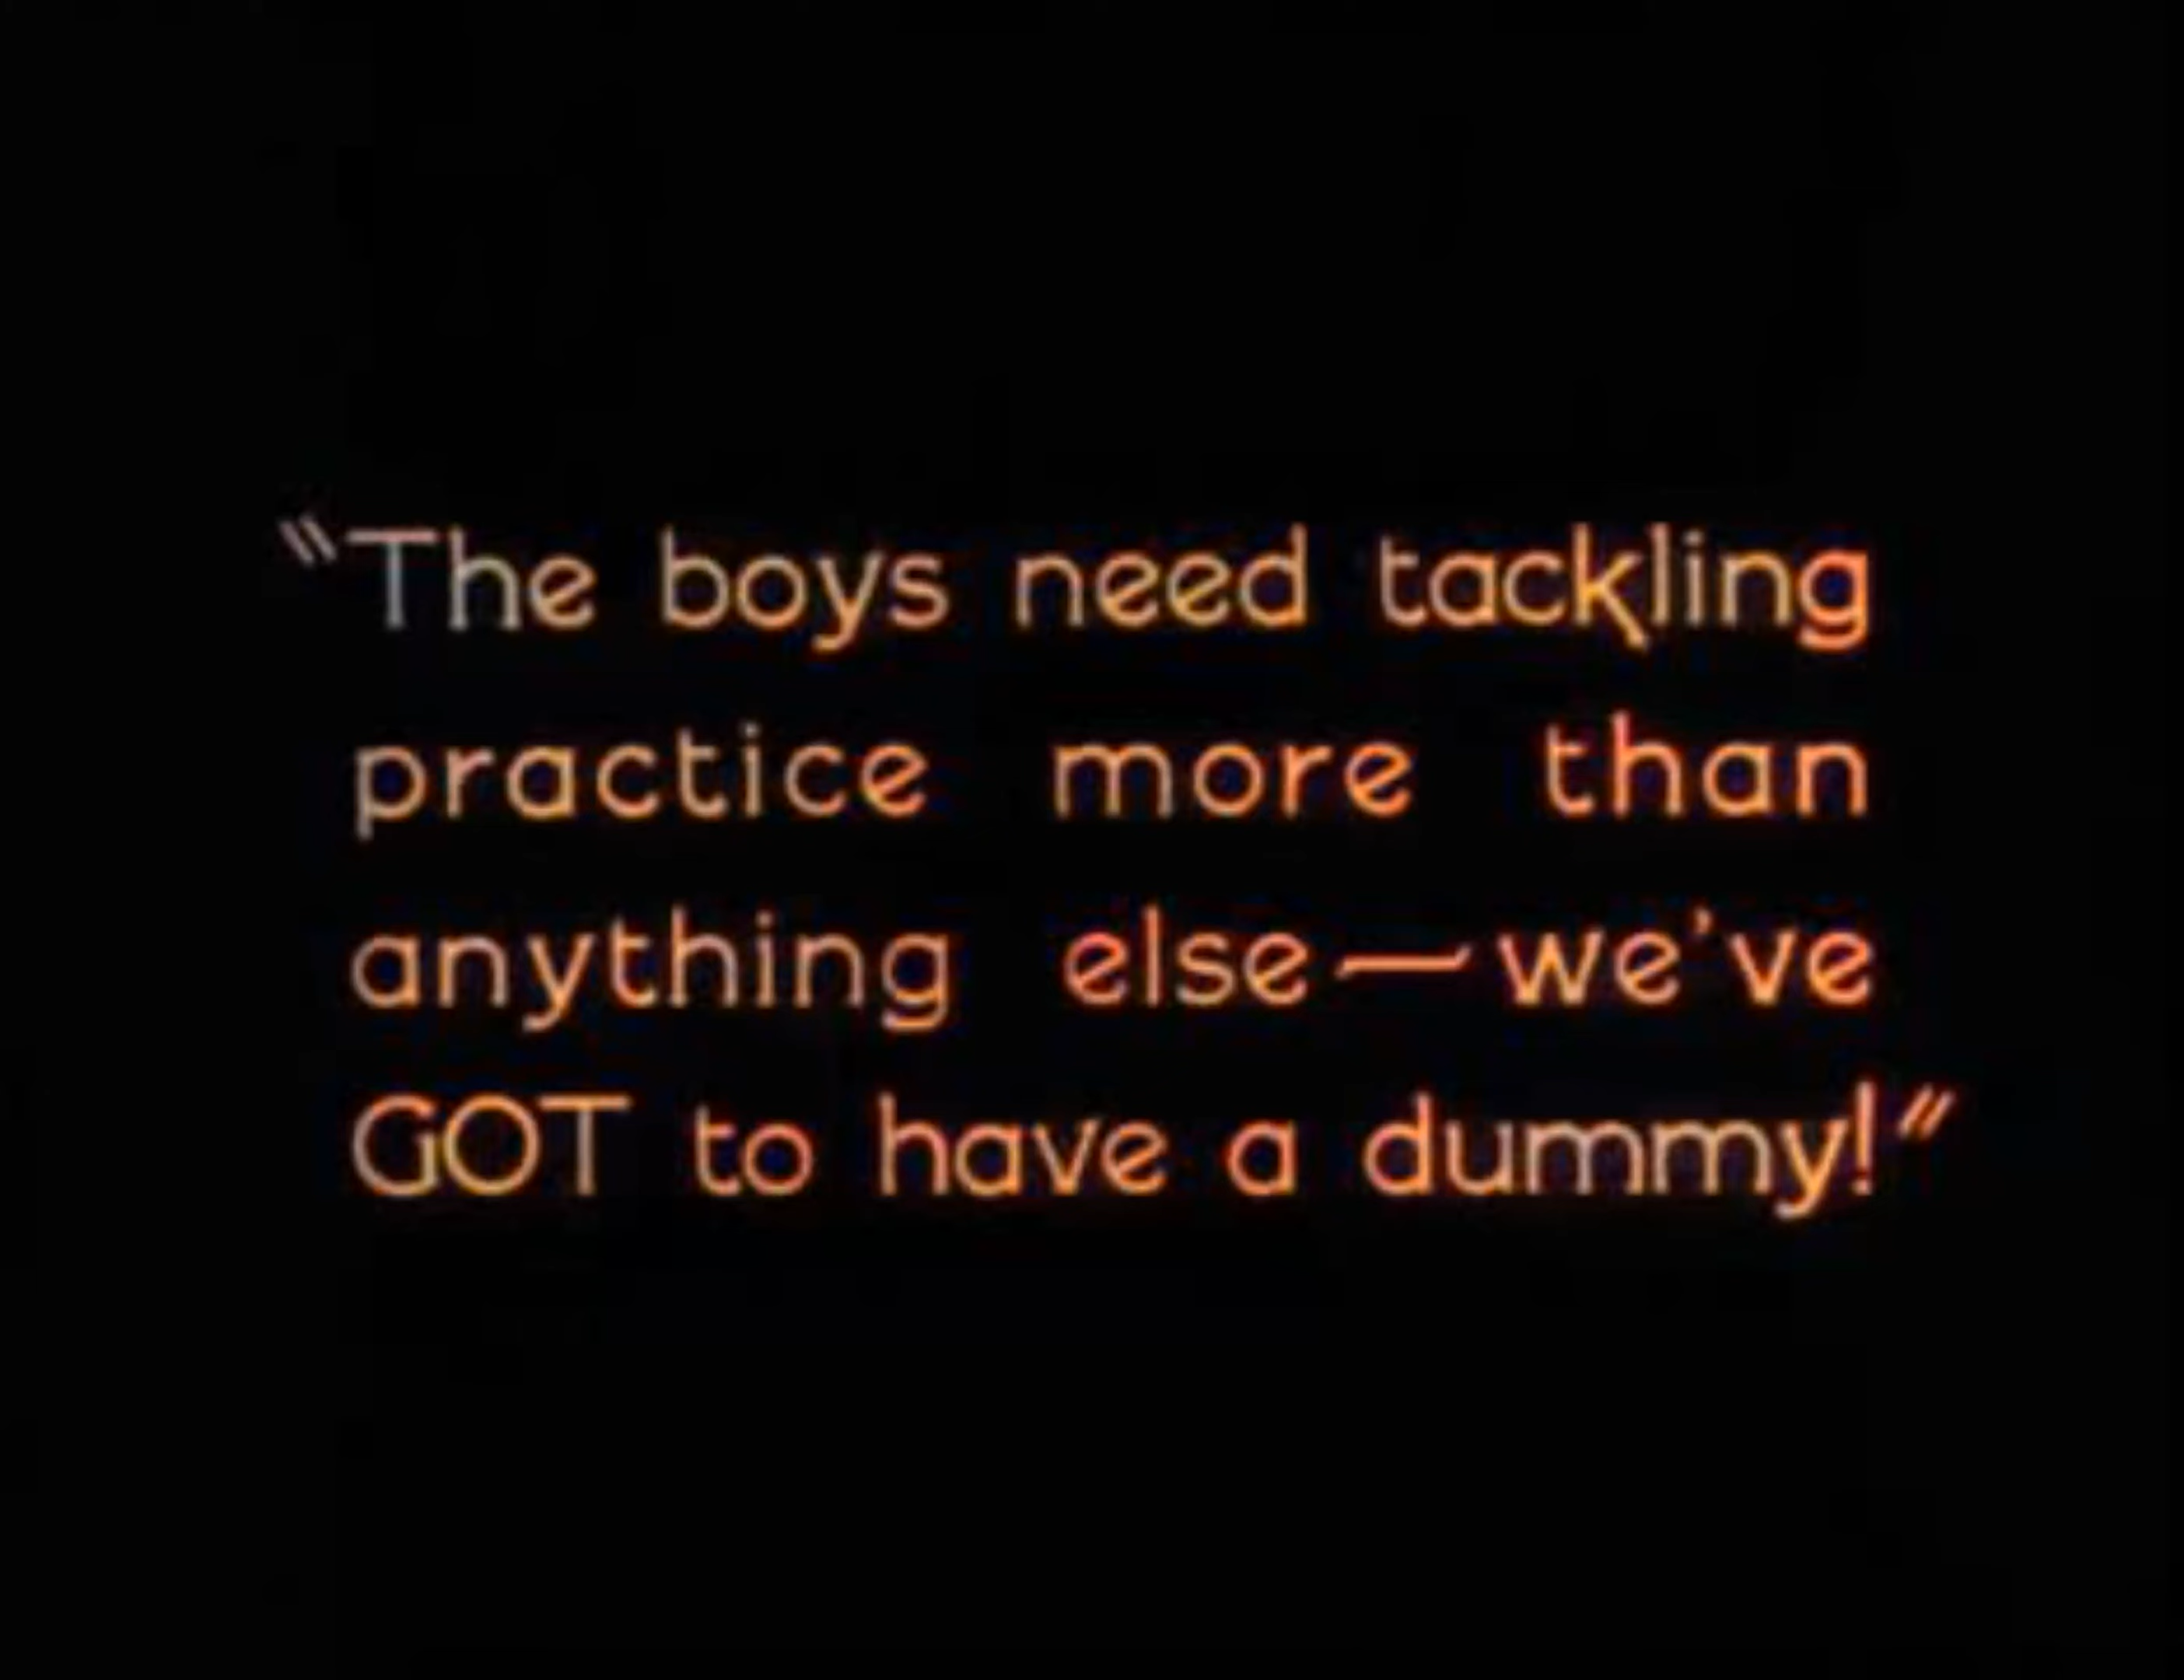 “The boys need tackling
practice more than
anything else—we’ve
GOT to have a dummy!”